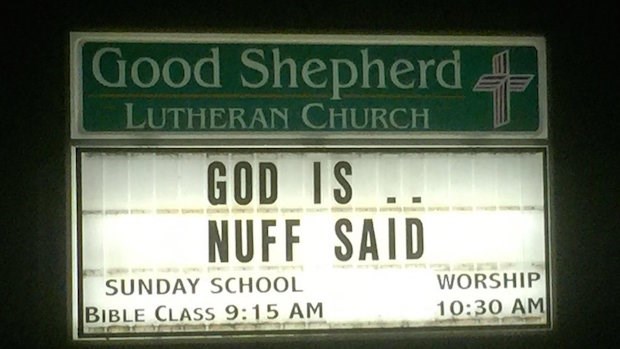 Good Shepherd
LUTHERAN CHURCH
GOD IS ..
NUFF SAID
SUNDAY SCHOOL WORSHIP
BIBLE CLASS 9:15 AM 10:30 AM